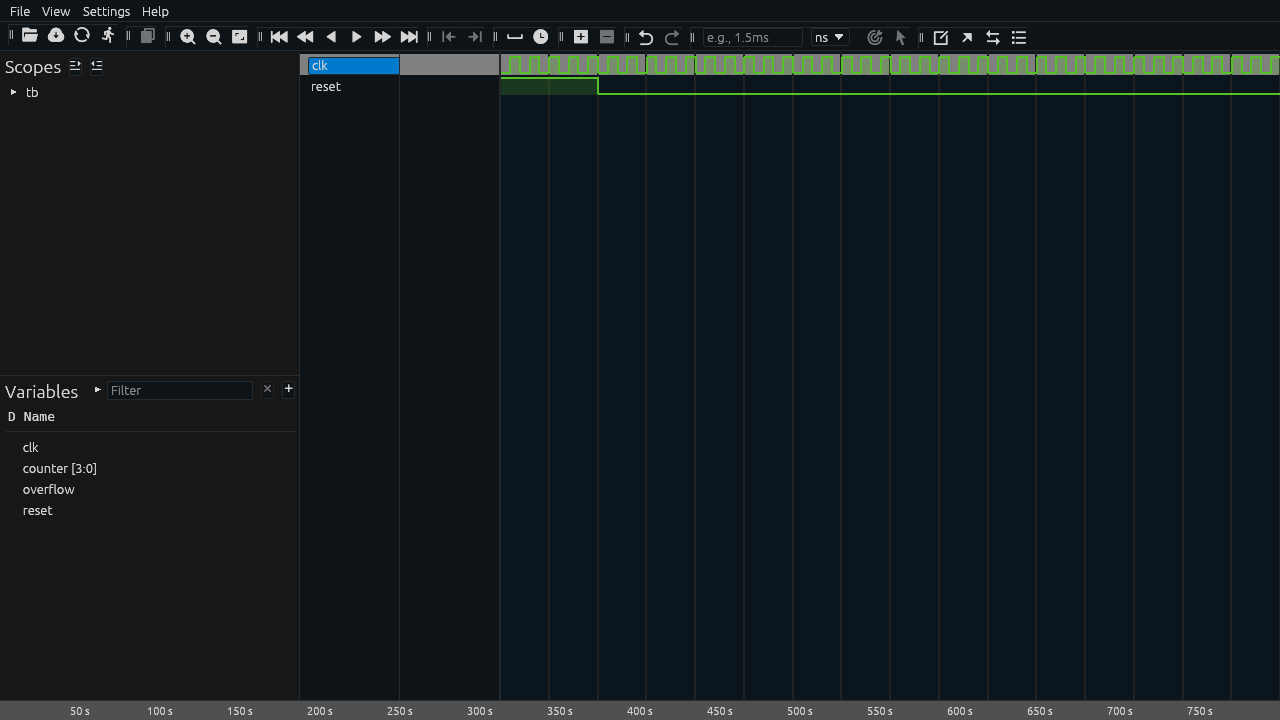 File View Settings Help
e.g., 1.5ms ns
Scopes
tb
clk
reset
Variables Filter
D Name
clk
counter [3:0]
overflow
reset
50 s 100 s 150 s 200 s 250 s 300 s 350 s 400 s 450 s 500 s 550 s 600 s 650 s 700 s 750 s